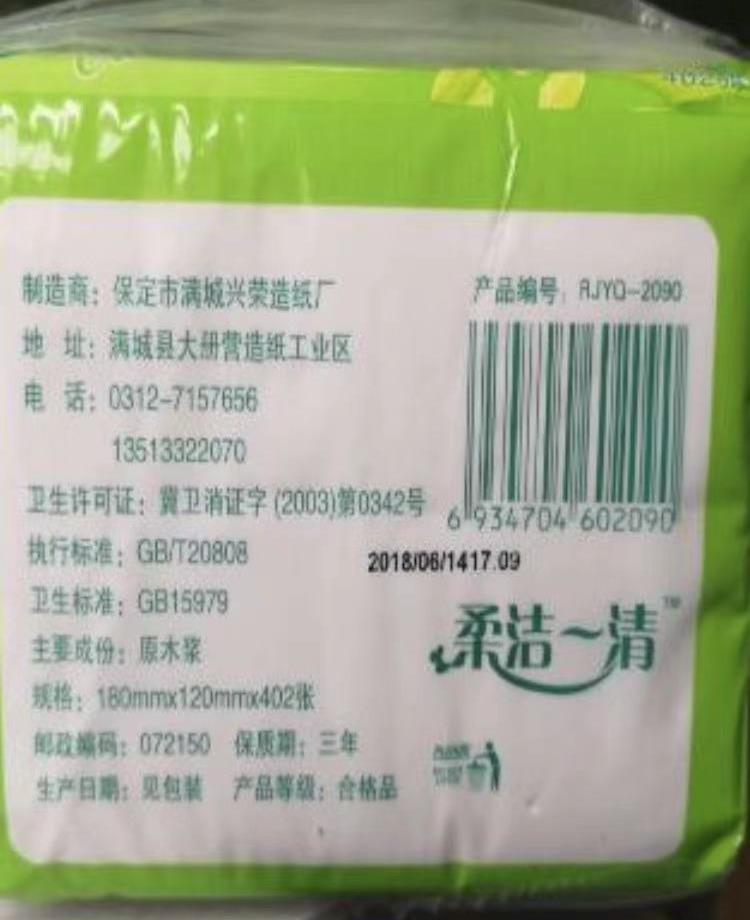 制造商：保定市满城兴荣造纸厂
产品编号：RJYQ-2090
地 址：满城县大册营造纸工业区
电 话：0312-7157656
13513322070
卫生许可证：冀卫消证字(2003)第0342号
6 934704 602090
执行标准：GB/T20808
2018/06/1417.09
卫生标准：GB15979
柔洁一清 TM
主要成份：原木浆
规格：180mmx120mmx402张
邮政编码：072150 保质期：三年
生产日期：见包装 产品等级：合格品